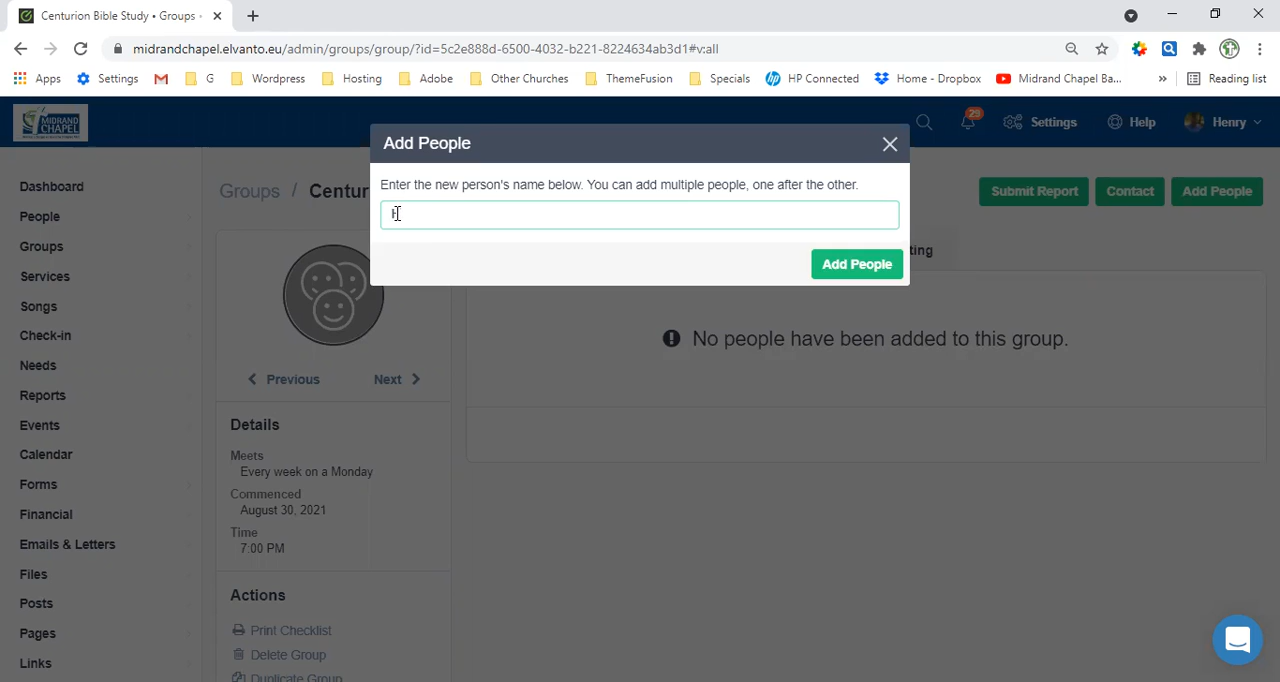 Centurion Bible Study • Groups
midrandchapel.elvanto.eu/admin/groups/group/?id=5c2e888d-6500-4032-b221-8224634ab3d1#v:all
Apps Settings G Wordpress Hosting Adobe Other Churches ThemeFusion Specials HP Connected Home - Dropbox Midrand Chapel Ba... » Reading list
MIDRAND CHAPEL
29 Settings Help Henry
Add People
Enter the new person's name below. You can add multiple people, one after the other.
Add People
Dashboard
People
Groups
Services
Songs
Check-in
Needs
Reports
Events
Calendar
Forms
Financial
Emails & Letters
Files
Posts
Pages
Links
Groups / Centur
Submit Report Contact Add People
ting
Previous Next
Details
Meets
Every week on a Monday
Commenced
August 30, 2021
Time
7:00 PM
Actions
Print Checklist
Delete Group
Duplicate Group
No people have been added to this group.